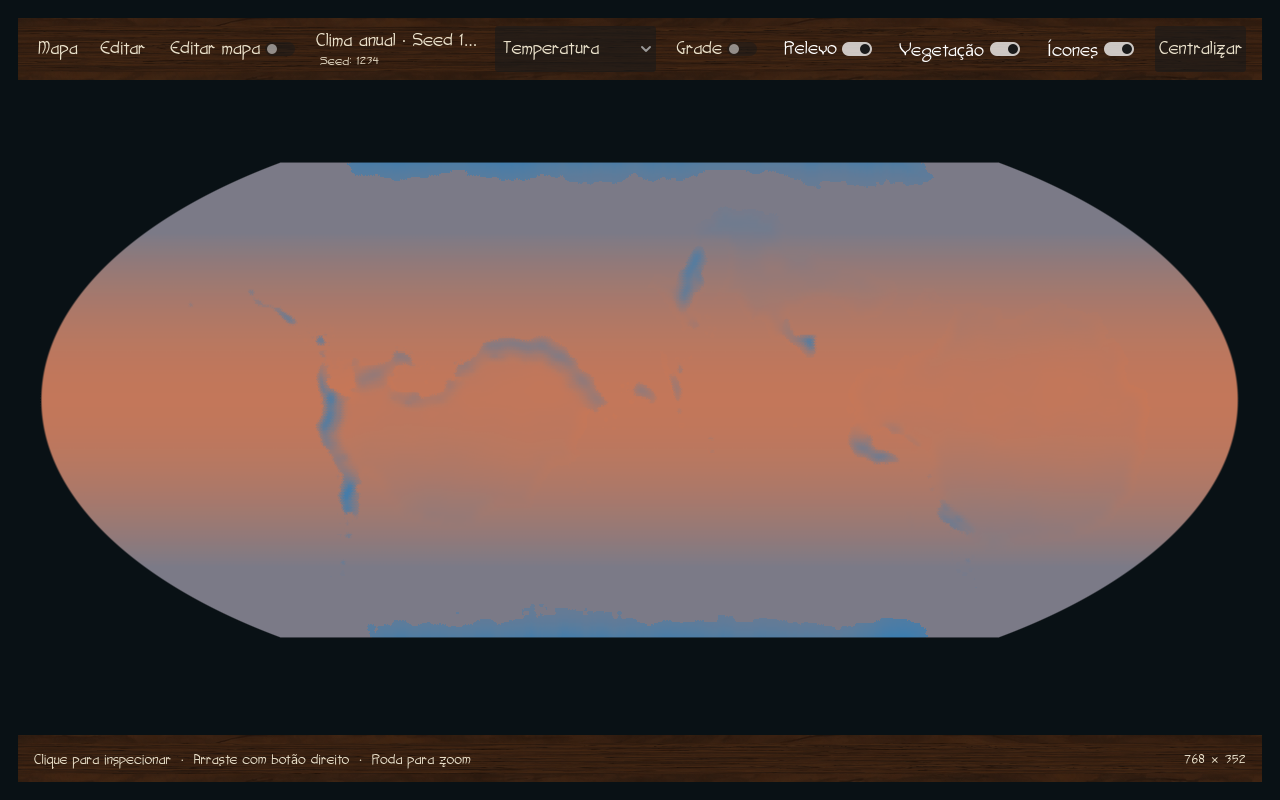 Mapa
Editar
Editar mapa
Clima anual · Seed 1...
Seed: 1234
Temperatura
Grade
Relevo
Vegetação
Ícones
Centralizar
Clique para inspecionar · Arraste com botão direito · Roda para zoom
768 × 352